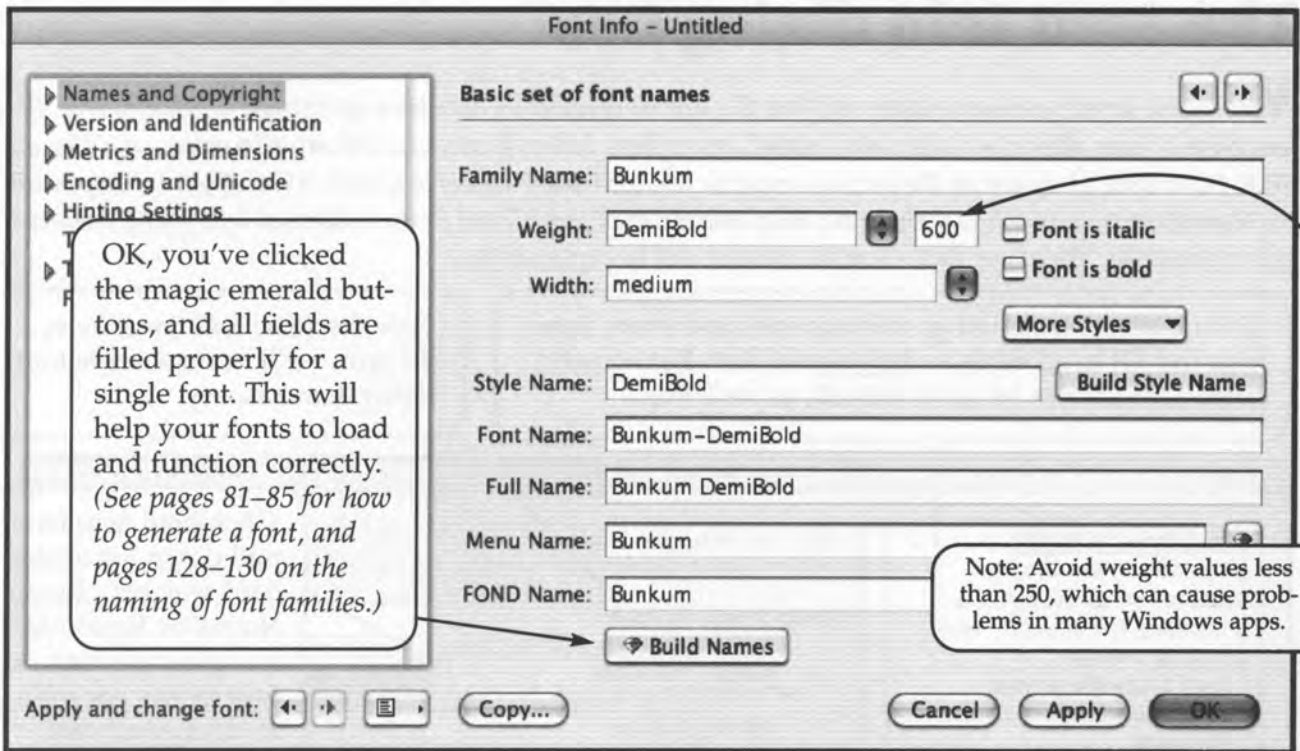 Font Info – Untitled
Names and Copyright
Version and Identification
Metrics and Dimensions
Encoding and Unicode
Hinting Settings
T
T
P
OK, you've clicked
the magic emerald but-
tons, and all fields are
filled properly for a
single font. This will
help your fonts to load
and function correctly.
(See pages 81–85 for how
to generate a font, and
pages 128–130 on the
naming of font families.)
Basic set of font names
Family Name: Bunkum
Weight: DemiBold 600 Font is italic
Width: medium Font is bold
More Styles
Style Name: DemiBold Build Style Name
Font Name: Bunkum-DemiBold
Full Name: Bunkum DemiBold
Menu Name: Bunkum
FOND Name: Bunkum
Note: Avoid weight values less
than 250, which can cause prob-
lems in many Windows apps.
Build Names
Apply and change font: Copy... Cancel Apply OK